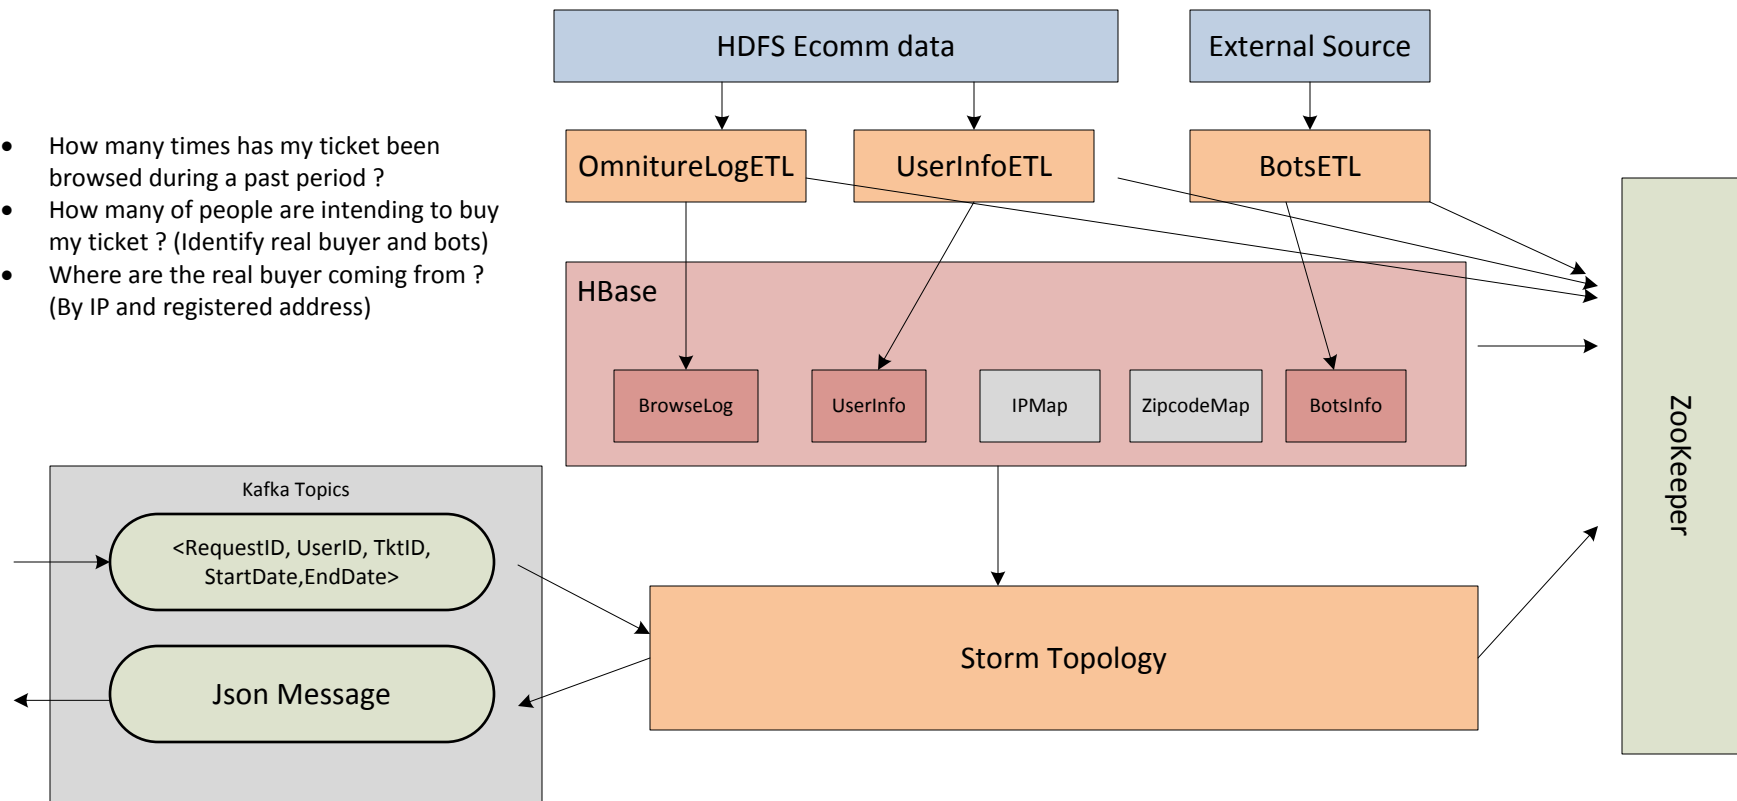 HDFS Ecomm data
External Source
• How many times has my ticket been
browsed during a past period ?
• How many of people are intending to buy
my ticket ? (Identify real buyer and bots)
• Where are the real buyer coming from ?
(By IP and registered address)
OmnitureLogETL
UserInfoETL
BotsETL
HBase
BrowseLog
UserInfo
IPMap
ZipcodeMap
BotsInfo
ZooKeeper
Kafka Topics
<RequestID, UserID, TktID,
StartDate,EndDate>
Json Message
Storm Topology